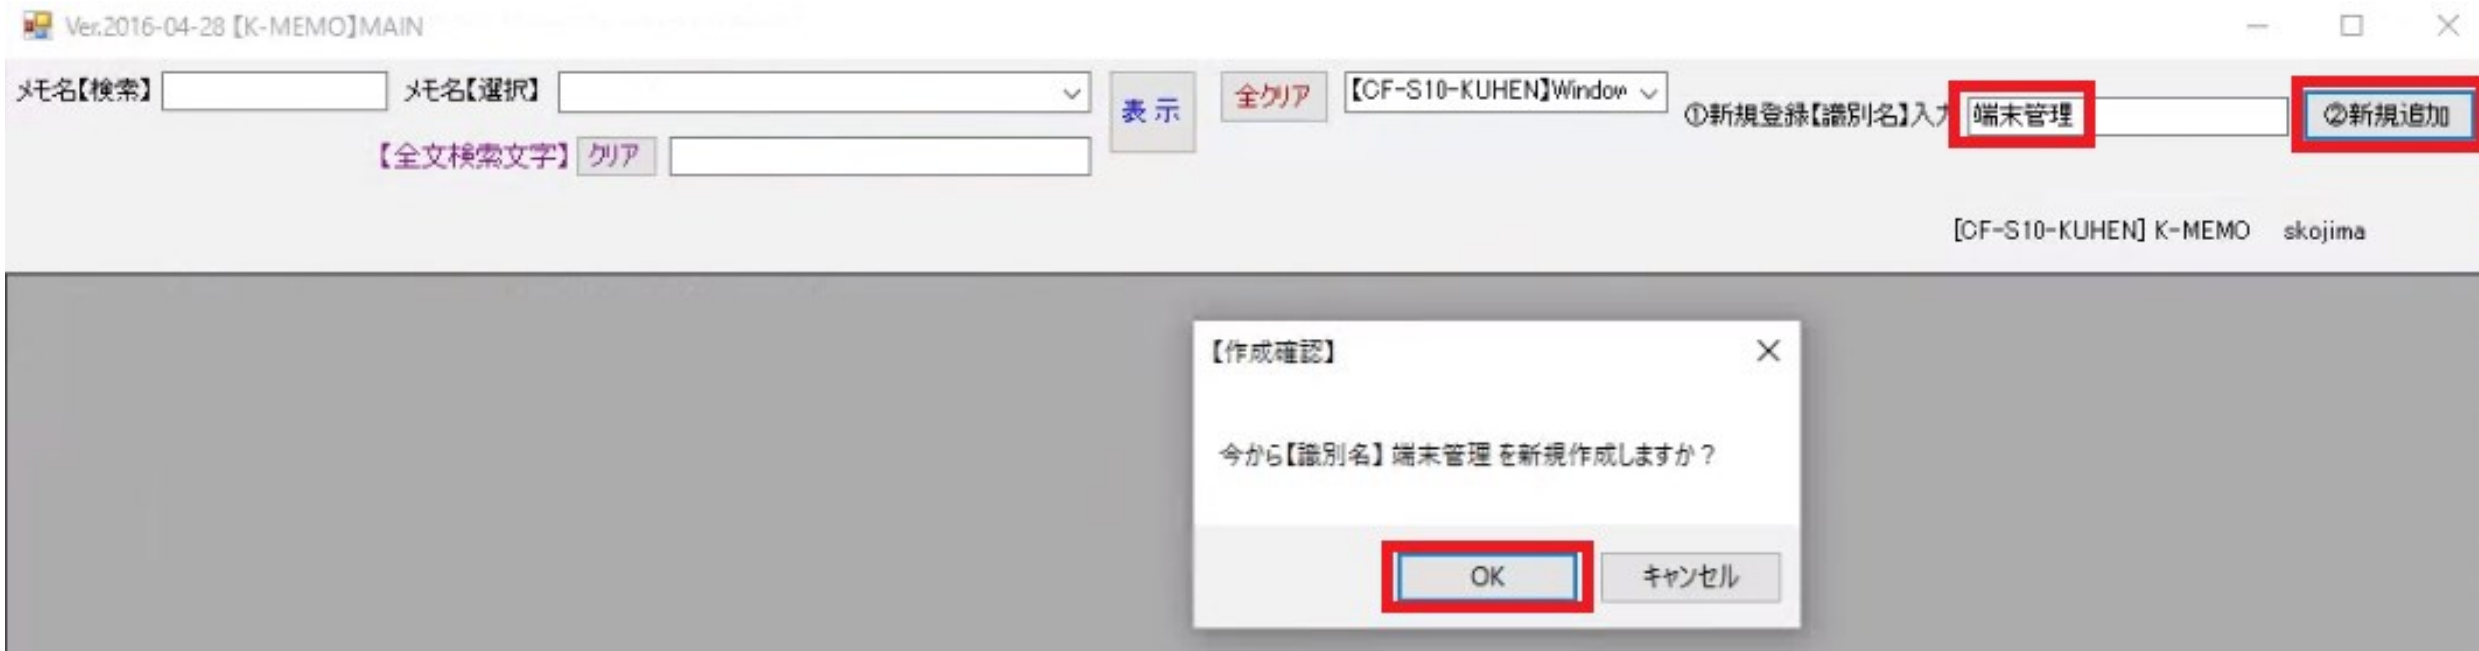 Ver.2016-04-28【K-MEMO】MAIN
メモ名【検索】 メモ名【選択】 表示 全クリア 【CF-S10-KUHEN】Window ①新規登録【識別名】入力 端末管理 ②新規追加
【全文検索文字】 クリア
[CF-S10-KUHEN] K-MEMO skojima
【作成確認】
今から【識別名】 端末管理 を新規作成しますか？
OK キャンセル